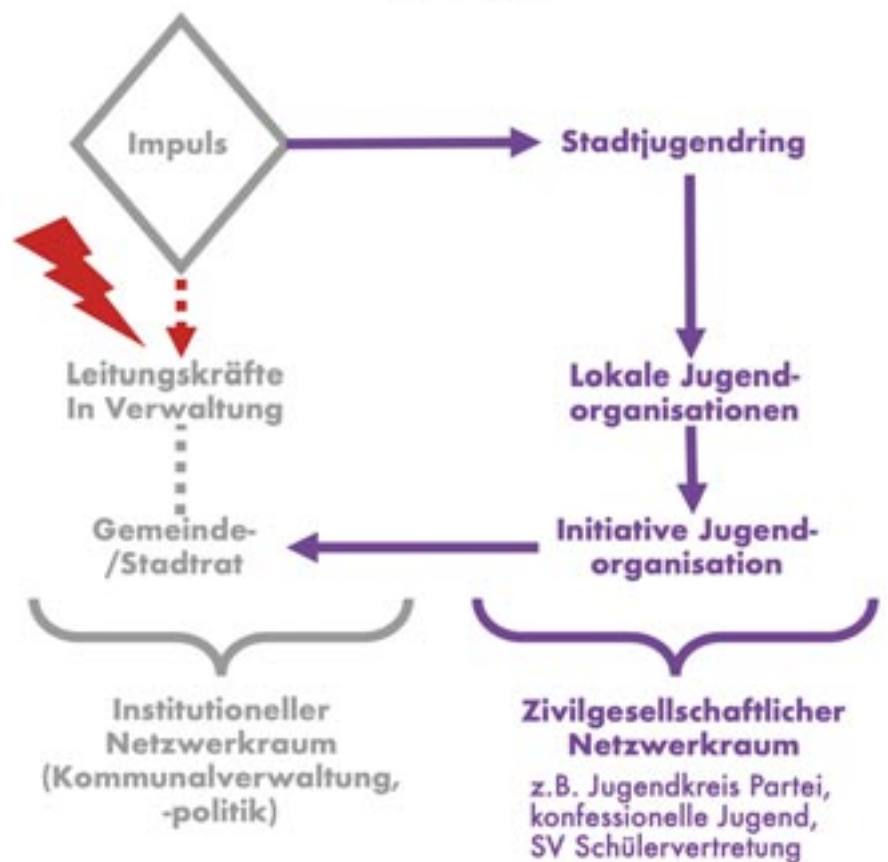 Impuls
Stadtjugendring
Leitungskräfte
In Verwaltung
Lokale Jugend-
organisationen
Gemeinde-
/Stadtrat
Initiative Jugend-
organisation
Institutioneller
Netzwerkraum
(Kommunalverwaltung,
-politik)
Zivilgesellschaftlicher
Netzwerkraum
z.B. Jugendkreis Partei,
konfessionelle Jugend,
SV Schülervertretung